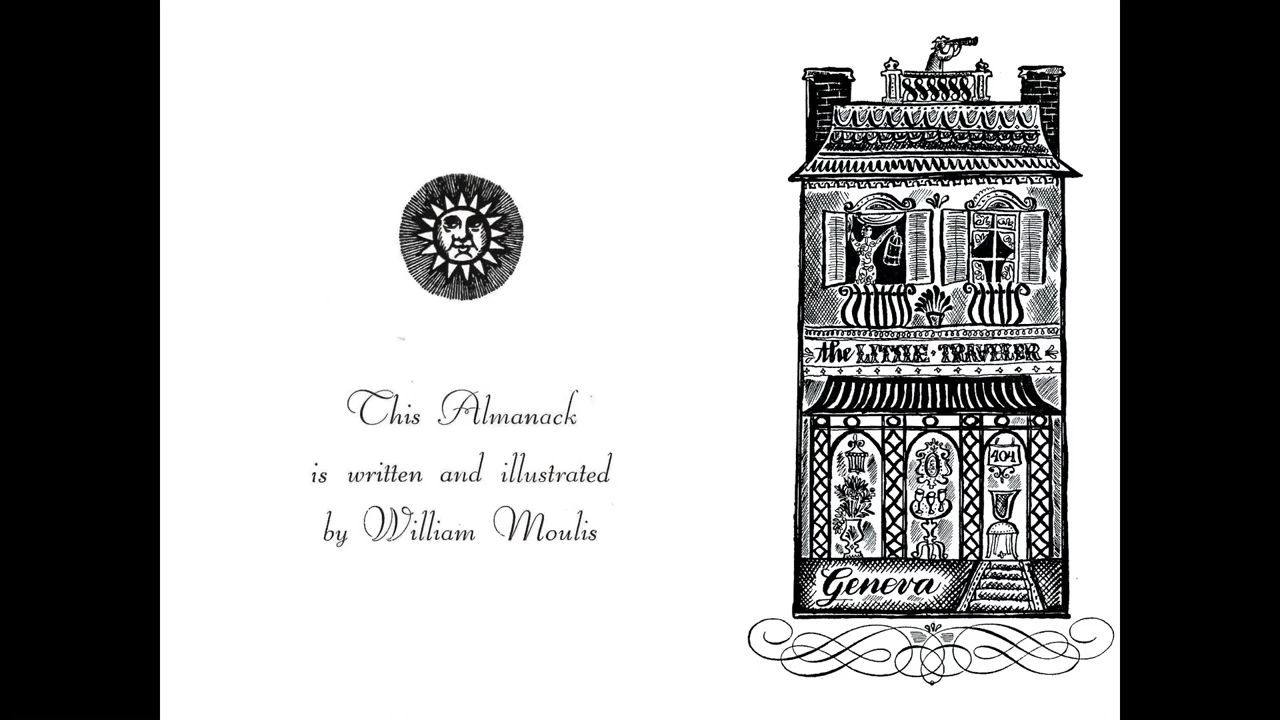 This Almanack
is written and illustrated
by William Moulis
the LITTLE · TRAVELER
404
Geneva